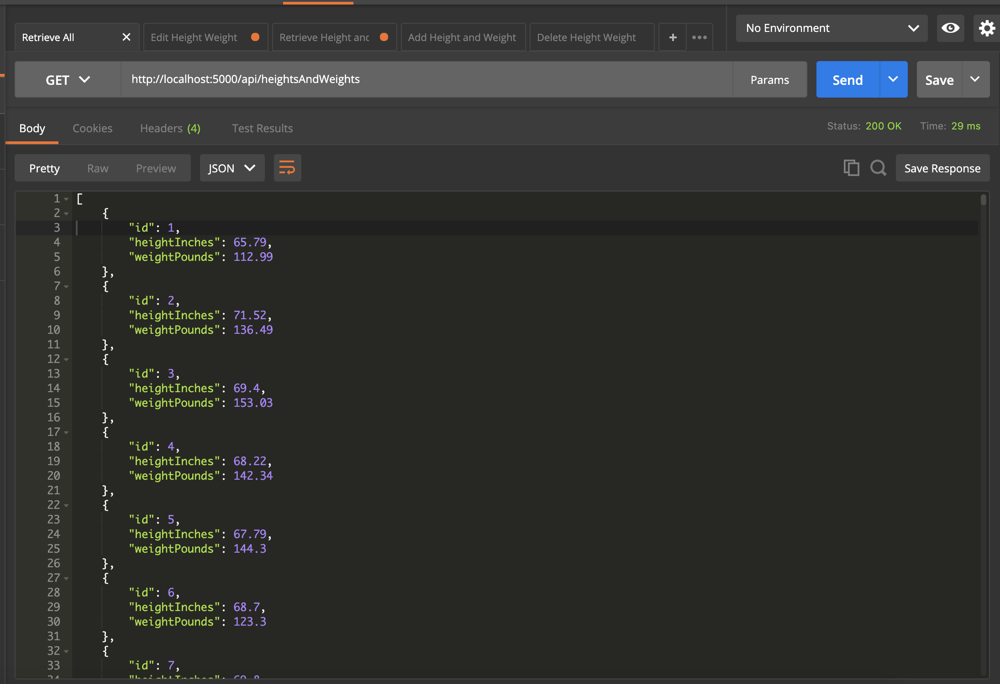 Retrieve All
Edit Height Weight
Retrieve Height anc
Add Height and Weight
Delete Height Weight
No Environment
GET
http://localhost:5000/api/heightsAndWeights
Params
Send
Save
Body
Cookies
Headers (4)
Test Results
Status: 200 OK
Time: 29 ms
Pretty
Raw
Preview
JSON
Save Response
1 [
2 {
3 "id": 1,
4 "heightInches": 65.79,
5 "weightPounds": 112.99
6 },
7 {
8 "id": 2,
9 "heightInches": 71.52,
10 "weightPounds": 136.49
11 },
12 {
13 "id": 3,
14 "heightInches": 69.4,
15 "weightPounds": 153.03
16 },
17 {
18 "id": 4,
19 "heightInches": 68.22,
20 "weightPounds": 142.34
21 },
22 {
23 "id": 5,
24 "heightInches": 67.79,
25 "weightPounds": 144.3
26 },
27 {
28 "id": 6,
29 "heightInches": 68.7,
30 "weightPounds": 123.3
31 },
32 {
33 "id": 7,
34 "heightInches":